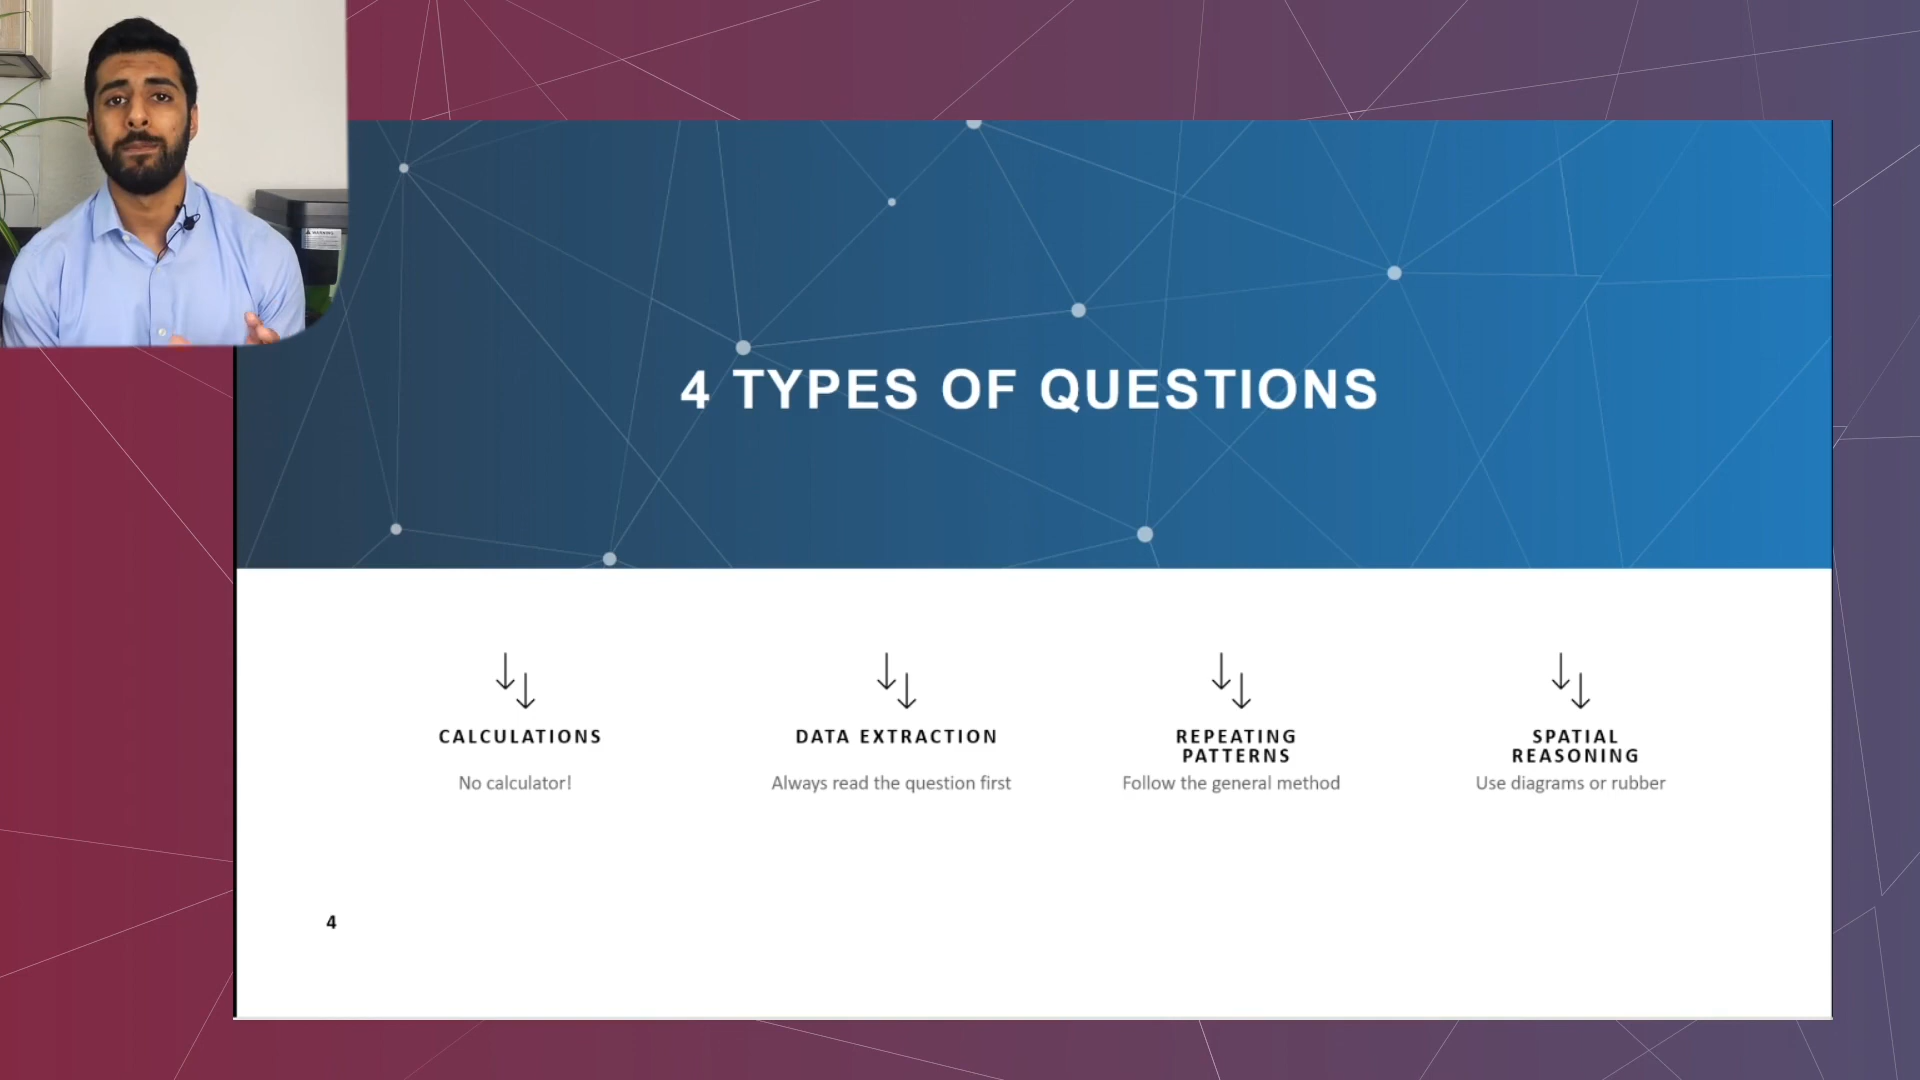 4 TYPES OF QUESTIONS
CALCULATIONS
No calculator!
DATA EXTRACTION
Always read the question first
REPEATING
PATTERNS
Follow the general method
SPATIAL
REASONING
Use diagrams or rubber
4
WARNING